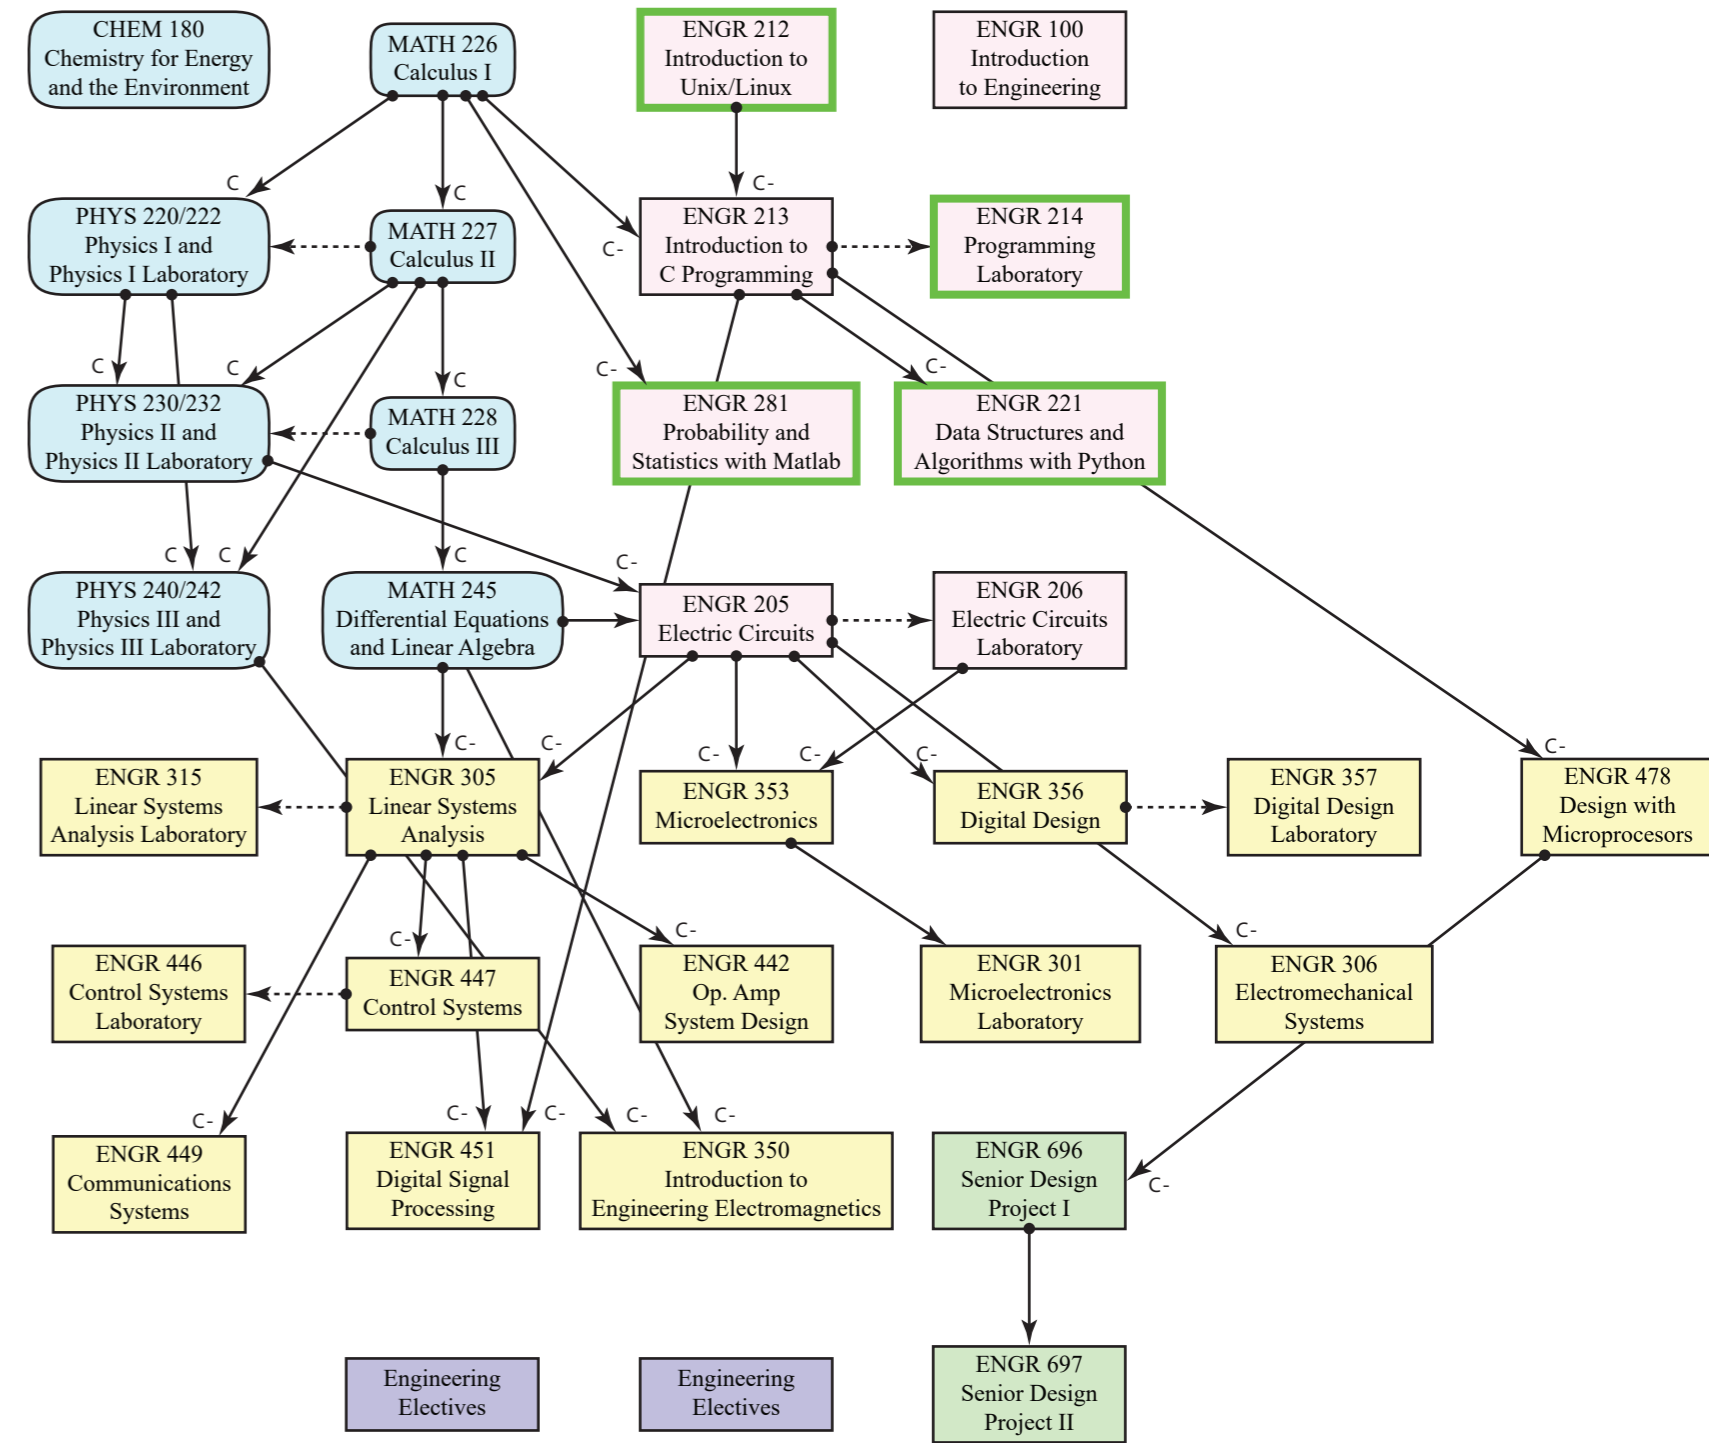 CHEM 180
Chemistry for Energy
and the Environment
MATH 226
Calculus I
ENGR 212
Introduction to
Unix/Linux
ENGR 100
Introduction
to Engineering
C
C
C-
C-
PHYS 220/222
Physics I and
Physics I Laboratory
MATH 227
Calculus II
ENGR 213
Introduction to
C Programming
ENGR 214
Programming
Laboratory
C
C
C
C-
C-
PHYS 230/232
Physics II and
Physics II Laboratory
MATH 228
Calculus III
ENGR 281
Probability and
Statistics with Matlab
ENGR 221
Data Structures and
Algorithms with Python
C
C
C
C-
PHYS 240/242
Physics III and
Physics III Laboratory
MATH 245
Differential Equations
and Linear Algebra
ENGR 205
Electric Circuits
ENGR 206
Electric Circuits
Laboratory
C-
C-
C-
C-
C-
C-
ENGR 315
Linear Systems
Analysis Laboratory
ENGR 305
Linear Systems
Analysis
ENGR 353
Microelectronics
ENGR 356
Digital Design
ENGR 357
Digital Design
Laboratory
ENGR 478
Design with
Microprocesors
C-
C-
C-
ENGR 446
Control Systems
Laboratory
ENGR 447
Control Systems
ENGR 442
Op. Amp
System Design
ENGR 301
Microelectronics
Laboratory
ENGR 306
Electromechanical
Systems
C-
C-
C-
C-
C-
ENGR 449
Communications
Systems
ENGR 451
Digital Signal
Processing
ENGR 350
Introduction to
Engineering Electromagnetics
ENGR 696
Senior Design
Project I
C-
Engineering
Electives
Engineering
Electives
ENGR 697
Senior Design
Project II